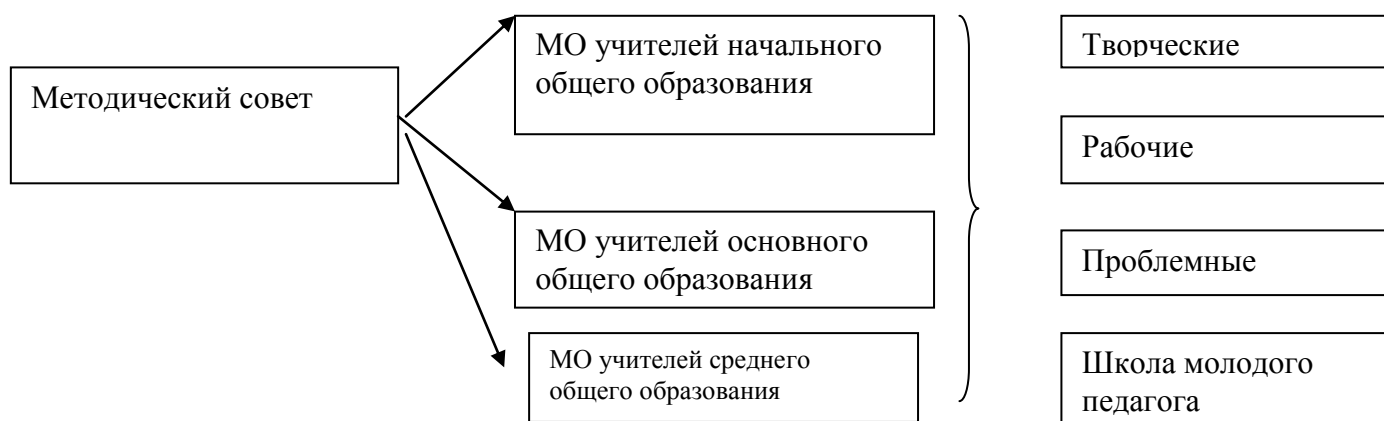 Методический совет
МО учителей начального
общего образования
МО учителей основного
общего образования
МО учителей среднего
общего образования
Творческие
Рабочие
Проблемные
Школа молодого
педагога